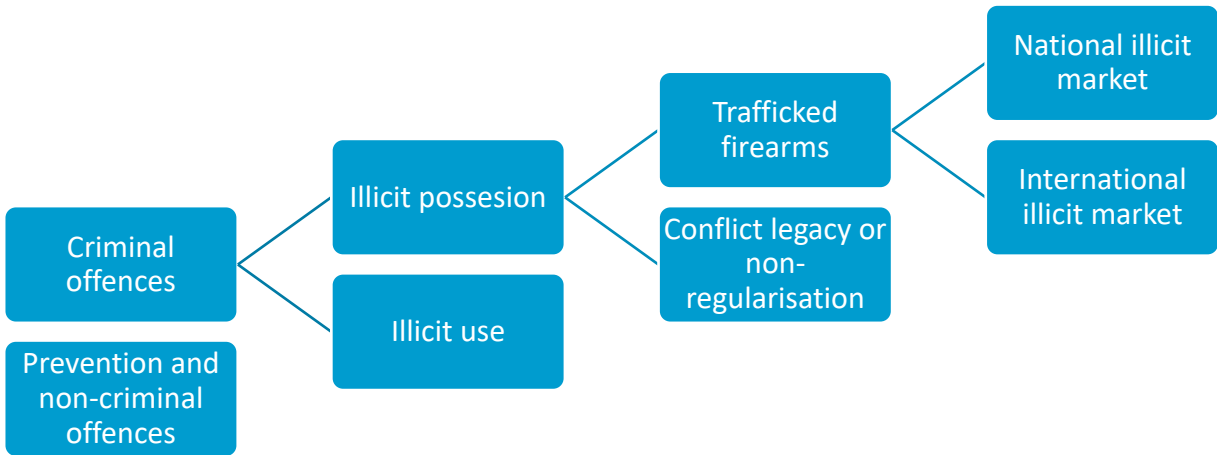 Criminal
offences
Prevention and
non-criminal
offences
Illicit possesion
Illicit use
Trafficked
firearms
Conflict legacy or
non-
regularisation
National illicit
market
International
illicit market